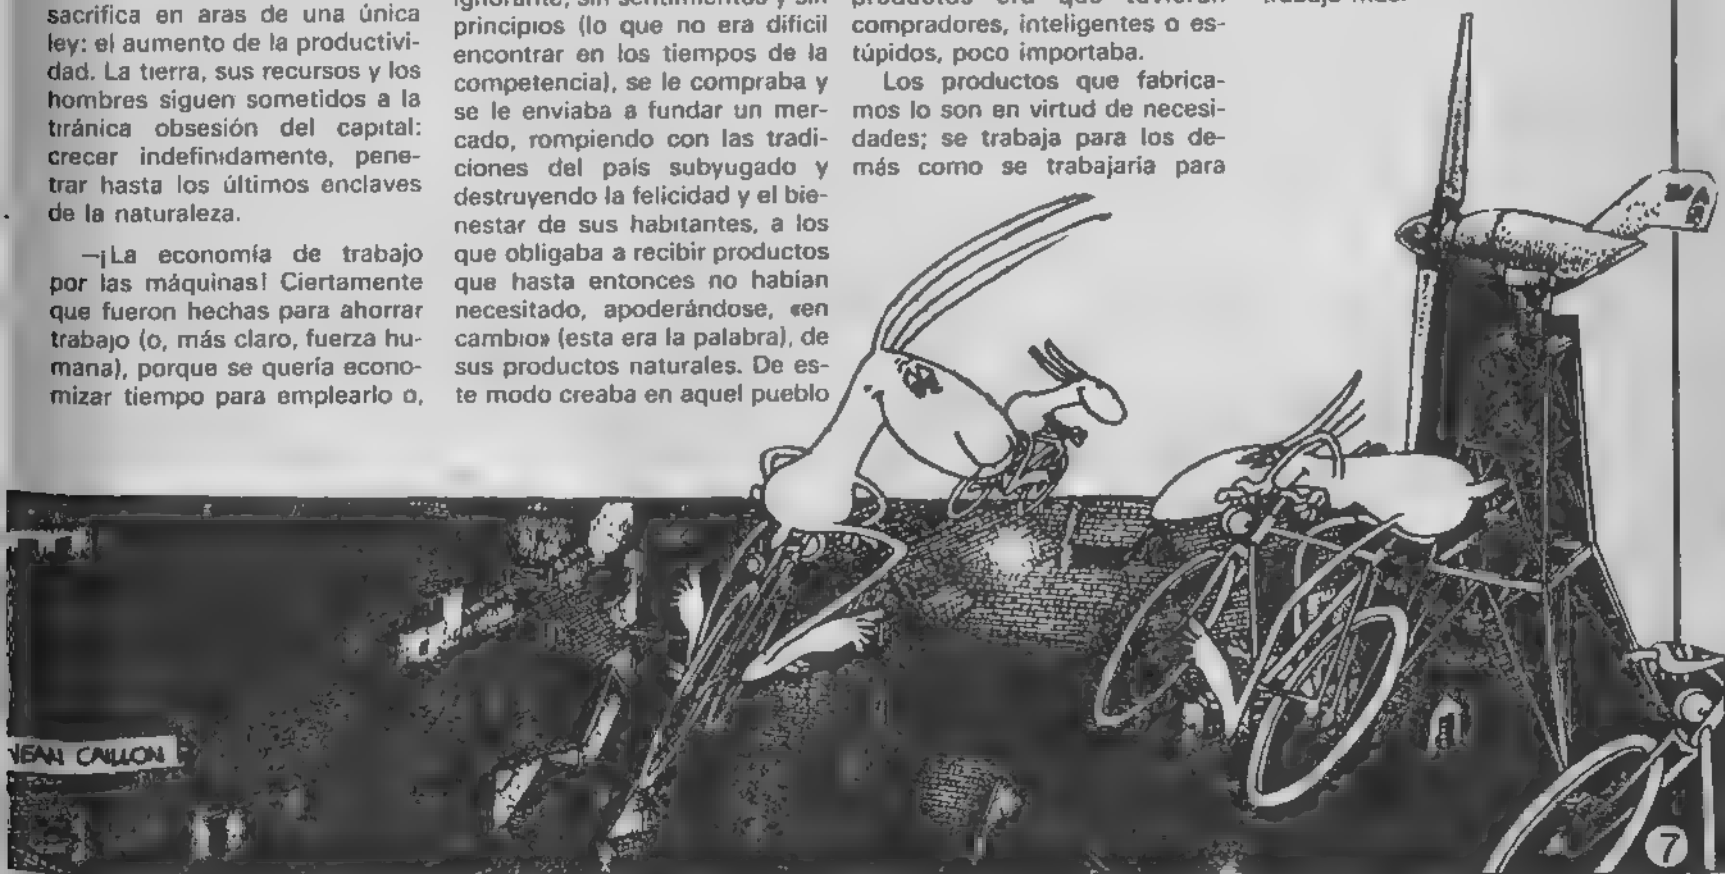 sacrifica en aras de una única
ley: el aumento de la productivi-
dad. La tierra, sus recursos y los
hombres siguen sometidos a la
tiránica obsesión del capital:
crecer indefinidamente, pene-
trar hasta los últimos enclaves
de la naturaleza.
—¡La economía de trabajo
por las máquinas! Ciertamente
que fueron hechas para ahorrar
trabajo (o, más claro, fuerza hu-
mana), porque se quería econo-
mizar tiempo para emplearlo o,
ignorante, sin sentimientos y sin
principios (lo que no era difícil
encontrar en los tiempos de la
competencia), se le compraba y
se le enviaba a fundar un mer-
cado, rompiendo con las tradi-
ciones del país subyugado y
destruyendo la felicidad y el bie-
nestar de sus habitantes, a los
que obligaba a recibir productos
que hasta entonces no habían
necesitado, apoderándose, «en
cambio» (esta era la palabra), de
sus productos naturales. De es-
te modo creaba en aquel pueblo
productos era que tuvieran
compradores, inteligentes o es-
túpidos, poco importaba.
Los productos que fabrica-
mos lo son en virtud de necesi-
dades; se trabaja para los de-
más como se trabajaría para
JEAN CAILLON
7